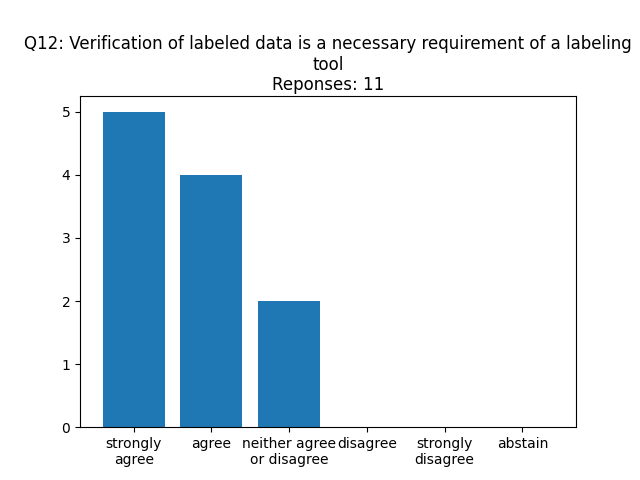 Q12: Verification of labeled data is a necessary requirement of a labeling
tool
Reponses: 11
5
4
3
2
1
0
strongly
agree
agree
neither agree
or disagree
disagree
strongly
disagree
abstain